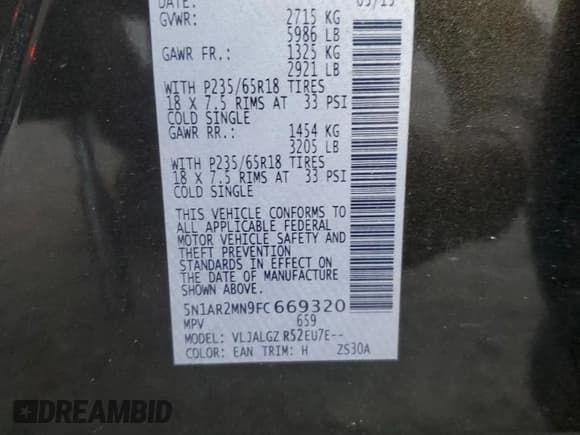 DATE: 05/15
GVWR: 2715 KG
5986 LB
GAWR FR.: 1325 KG
2921 LB
WITH P235/65R18 TIRES
18 X 7.5 RIMS AT 33 PSI
COLD SINGLE
GAWR RR.: 1454 KG
3205 LB
WITH P235/65R18 TIRES
18 X 7.5 RIMS AT 33 PSI
COLD SINGLE
THIS VEHICLE CONFORMS TO
ALL APPLICABLE FEDERAL
MOTOR VEHICLE SAFETY AND
THEFT PREVENTION
STANDARDS IN EFFECT ON
THE DATE OF MANUFACTURE
SHOWN ABOVE.
5N1AR2MN9FC669320
MPV 659
MODEL: VLJALGZ R52EU7E--
COLOR: EAN TRIM: H ZS30A
DREAMBID